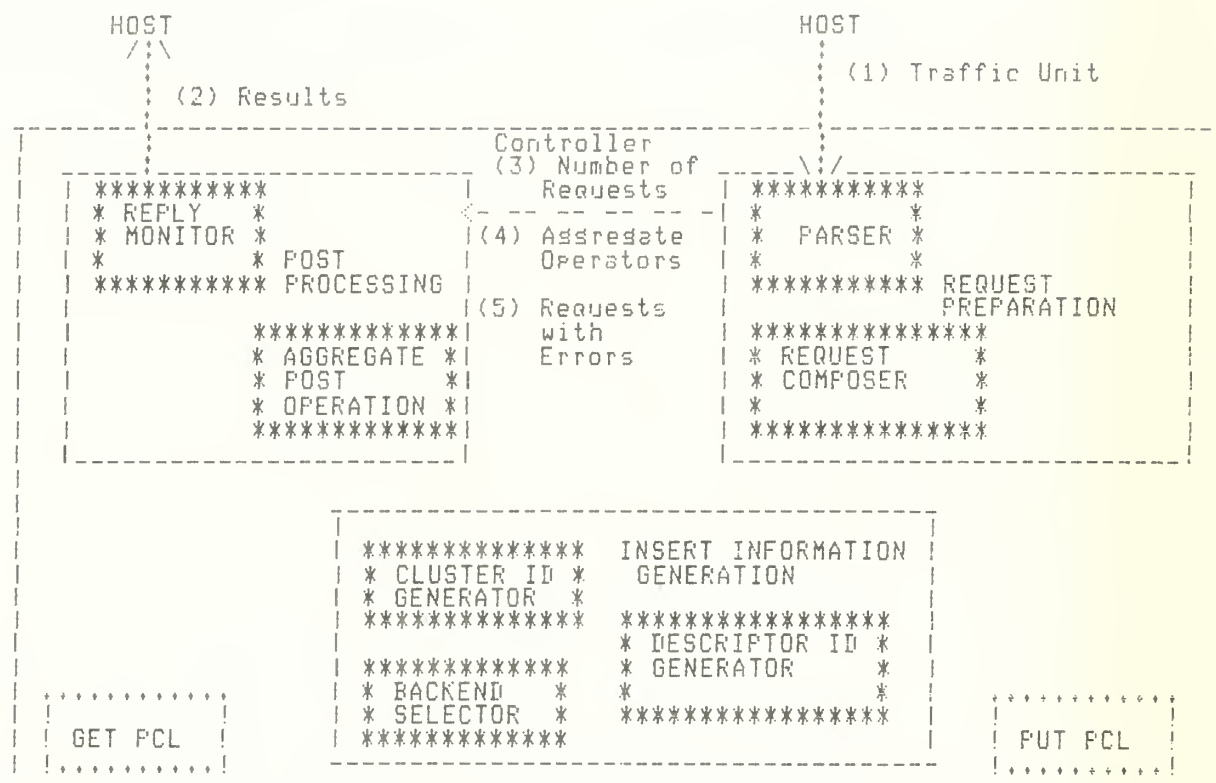 HOST
HOST
(1) Traffic Unit
(2) Results
Controller
(3) Number of
Requests
(4) Aggregate
Operators
(5) Requests
with
Errors
REPLY
MONITOR
POST
PROCESSING
AGGREGATE
POST
OPERATION
PARSER
REQUEST
PREPARATION
REQUEST
COMPOSER
INSERT INFORMATION
GENERATION
CLUSTER ID
GENERATOR
DESCRIPTOR ID
GENERATOR
BACKEND
SELECTOR
GET PCL
PUT PCL